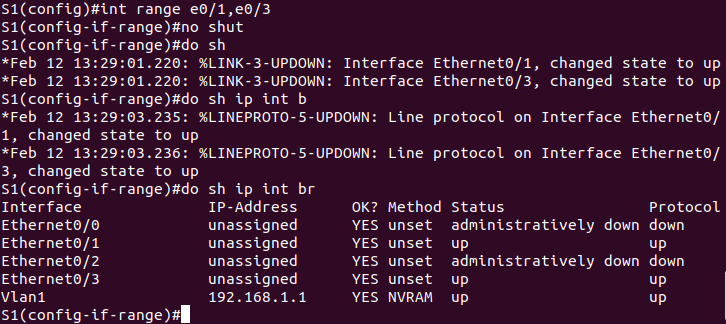 S1(config)#int range e0/1,e0/3
S1(config-if-range)#no shut
S1(config-if-range)#do sh
*Feb 12 13:29:01.220: %LINK-3-UPDOWN: Interface Ethernet0/1, changed state to up
*Feb 12 13:29:01.220: %LINK-3-UPDOWN: Interface Ethernet0/3, changed state to up
S1(config-if-range)#do sh ip int b
*Feb 12 13:29:03.235: %LINEPROTO-5-UPDOWN: Line protocol on Interface Ethernet0/
1, changed state to up
*Feb 12 13:29:03.236: %LINEPROTO-5-UPDOWN: Line protocol on Interface Ethernet0/
3, changed state to up
S1(config-if-range)#do sh ip int br
Interface              IP-Address      OK? Method Status                Protocol
Ethernet0/0            unassigned      YES unset  administratively down down
Ethernet0/1            unassigned      YES unset  up                    up
Ethernet0/2            unassigned      YES unset  administratively down down
Ethernet0/3            unassigned      YES unset  up                    up
Vlan1                  192.168.1.1     YES NVRAM  up                    up
S1(config-if-range)#